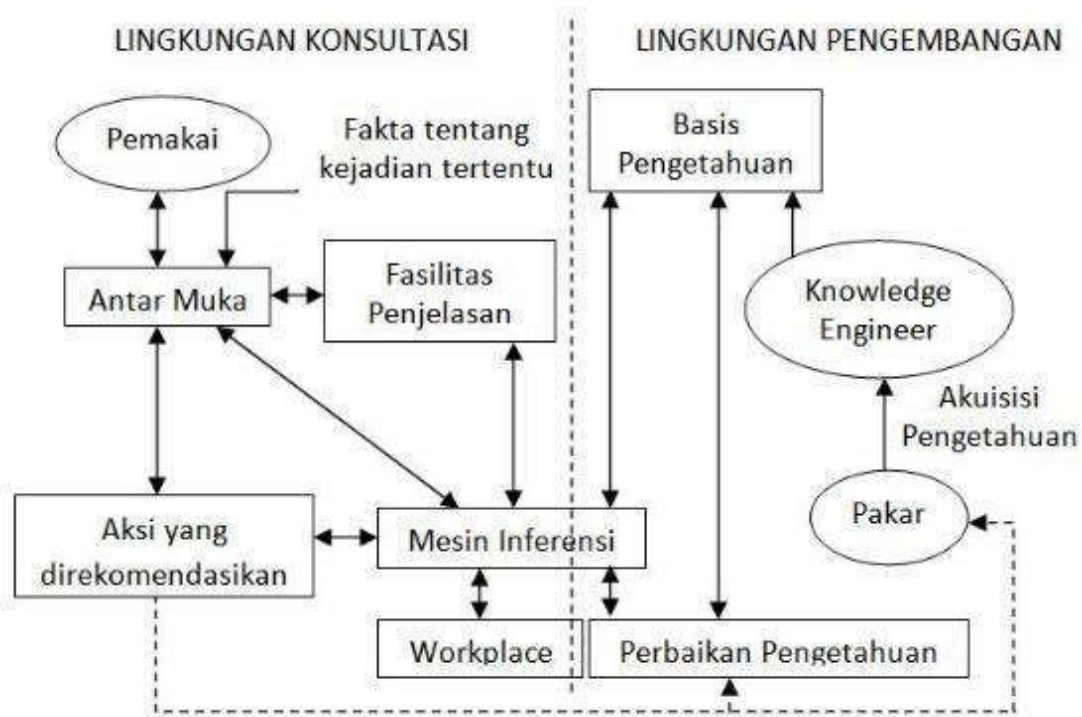 LINGKUNGAN KONSULTASI
LINGKUNGAN PENGEMBANGAN
Pemakai
Fakta tentang
kejadian tertentu
Basis
Pengetahuan
Antar Muka
Fasilitas
Penjelasan
Knowledge
Engineer
Akuisisi
Pengetahuan
Aksi yang
direkomendasikan
Mesin Inferensi
Pakar
Workplace
Perbaikan Pengetahuan